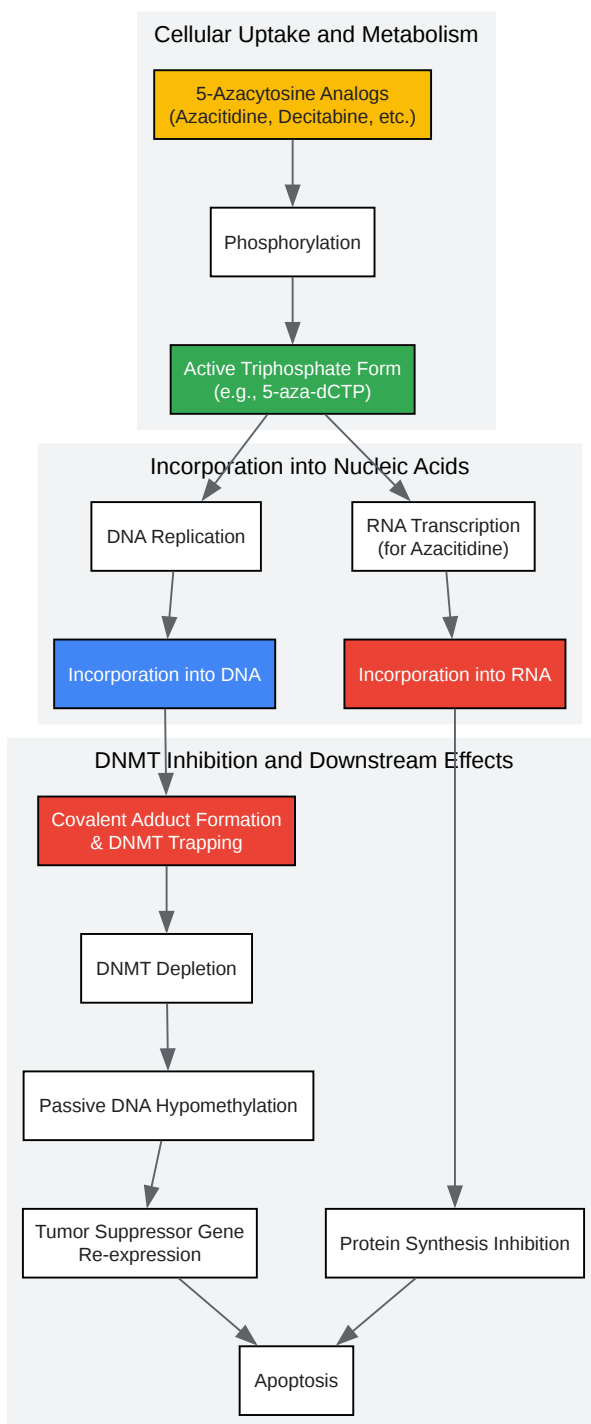 Cellular Uptake and Metabolism
5-Azacytosine Analogs
(Azacitidine, Decitabine, etc.)
Phosphorylation
Active Triphosphate Form
(e.g., 5-aza-dCTP)
Incorporation into Nucleic Acids
DNA Replication
RNA Transcription
(for Azacitidine)
Incorporation into DNA
Incorporation into RNA
DNMT Inhibition and Downstream Effects
Covalent Adduct Formation
& DNMT Trapping
DNMT Depletion
Passive DNA Hypomethylation
Tumor Suppressor Gene
Re-expression
Protein Synthesis Inhibition
Apoptosis